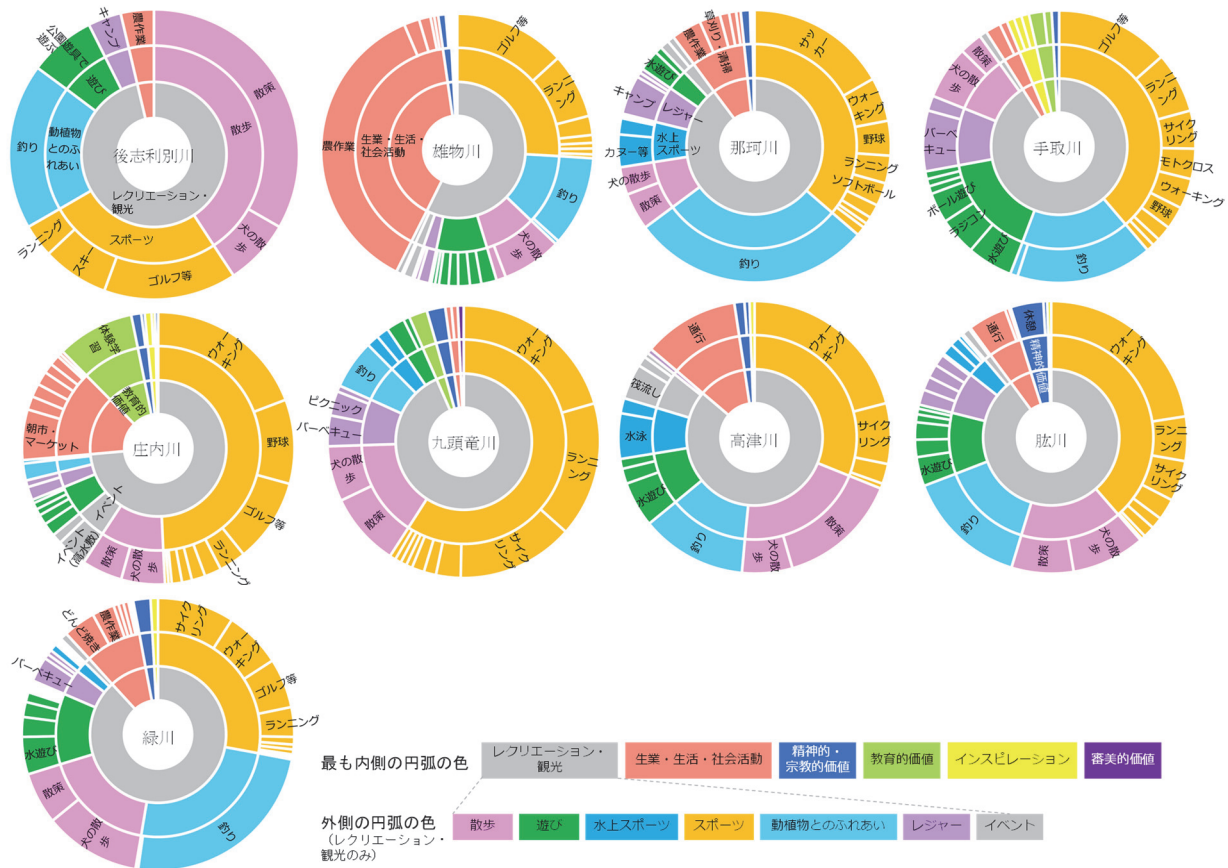 後志利別川
レクリエーション・
観光
散歩
スポーツ
動植物
とのふ
れあい
遊び
散策
犬の散
歩
ゴルフ等
スキー
ランニング
釣り
公園遊具で
遊ぶ
キャンプ
農作業
雄物川
生業・生活・
社会活動
農作業
ゴルフ等
ランニング
釣り
犬の散
歩
那珂川
サッカー
ウォー
キング
野球
ランニング
ソフトボール
釣り
散策
犬の散歩
カヌー等
水上
スポーツ
キャンプ
レジャー
水遊び
農作業
草刈り・清掃
手取川
ゴルフ等
ランニ
ング
サイク
リング
モトクロス
ウォーキング
野球
釣り
水遊び
ラジコン
ボール遊び
バーベ
キュー
犬の散
歩
散策
庄内川
ウォー
キング
野球
ゴルフ等
ランニング
犬の散
歩
散策
イベント
イベント
(高水敷)
朝市・
マーケット
教育的
価値
体験学
習
九頭竜川
ウォー
キング
ランニ
ング
サイク
リング
散策
犬の散
歩
バーベキュー
ピクニック
釣り
高津川
ウォー
キング
サイク
リング
散策
犬の散
歩
釣り
水遊び
水泳
筏流し
通行
肱川
ウォー
キング
ランニ
ング
サイク
リング
犬の散
歩
散策
釣り
水遊び
通行
休憩
精神的価値
緑川
サイク
リング
ウォー
キング
ゴルフ等
ランニング
釣り
犬の散
歩
散策
水遊び
バーベキュー
どんど焼き
農作業
最も内側の円弧の色
レクリエーション・
観光
生業・生活・社会活動
精神的・
宗教的価値
教育的価値
インスピレーション
審美的価値
外側の円弧の色
(レクリエーション・
観光のみ)
散歩
遊び
水上スポーツ
スポーツ
動植物とのふれあい
レジャー
イベント